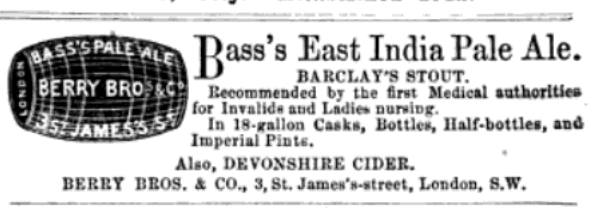 BASS'S PALE ALE
LONDON
BERRY BROS & Co
3 ST JAMES'S ST
Bass's East India Pale Ale.
BARCLAY'S STOUT.
Recommended by the first Medical authorities
for Invalids and Ladies nursing.
In 18-gallon Casks, Bottles, Half-bottles, and
Imperial Pints.
Also, DEVONSHIRE CIDER.
BERRY BROS. & CO., 3, St. James's-street, London, S.W.